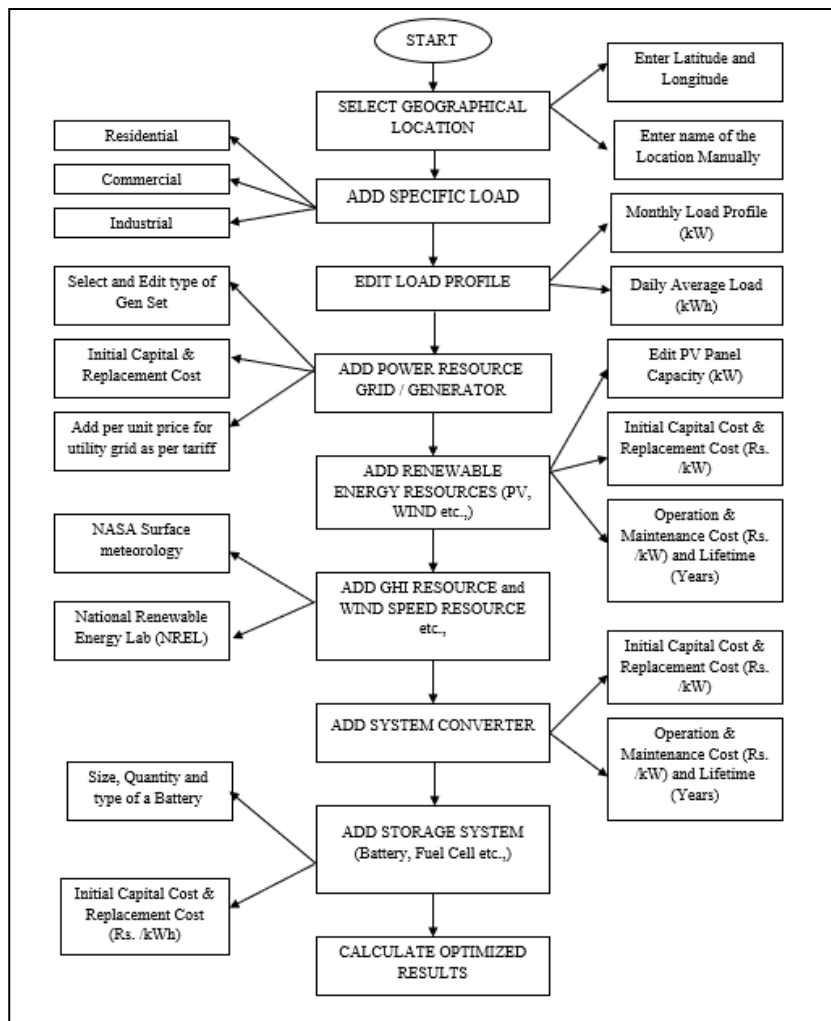 START
Enter Latitude and
Longitude
SELECT GEOGRAPHICAL
LOCATION
Residential
Enter name of the
Location Manually
Commercial
ADD SPECIFIC LOAD
Industrial
Monthly Load Profile
(kW)
EDIT LOAD PROFILE
Select and Edit type of
Gen Set
Daily Average Load
(kWh)
Initial Capital &
Replacement Cost
ADD POWER RESOURCE
GRID / GENERATOR
Edit PV Panel
Capacity (kW)
Add per unit price for
utility grid as per tariff
Initial Capital Cost &
Replacement Cost (Rs.
/kW)
ADD RENEWABLE
ENERGY RESOURCES (PV,
WIND etc.,)
Operation &
Maintenance Cost (Rs.
/kW) and Lifetime
(Years)
NASA Surface
meteorology
ADD GHI RESOURCE and
WIND SPEED RESOURCE
etc.,
National Renewable
Energy Lab (NREL)
Initial Capital Cost &
Replacement Cost (Rs.
/kW)
ADD SYSTEM CONVERTER
Operation &
Maintenance Cost (Rs.
/kW) and Lifetime
(Years)
Size, Quantity and
type of a Battery
ADD STORAGE SYSTEM
(Battery, Fuel Cell etc.,)
Initial Capital Cost &
Replacement Cost
(Rs. /kWh)
CALCULATE OPTIMIZED
RESULTS